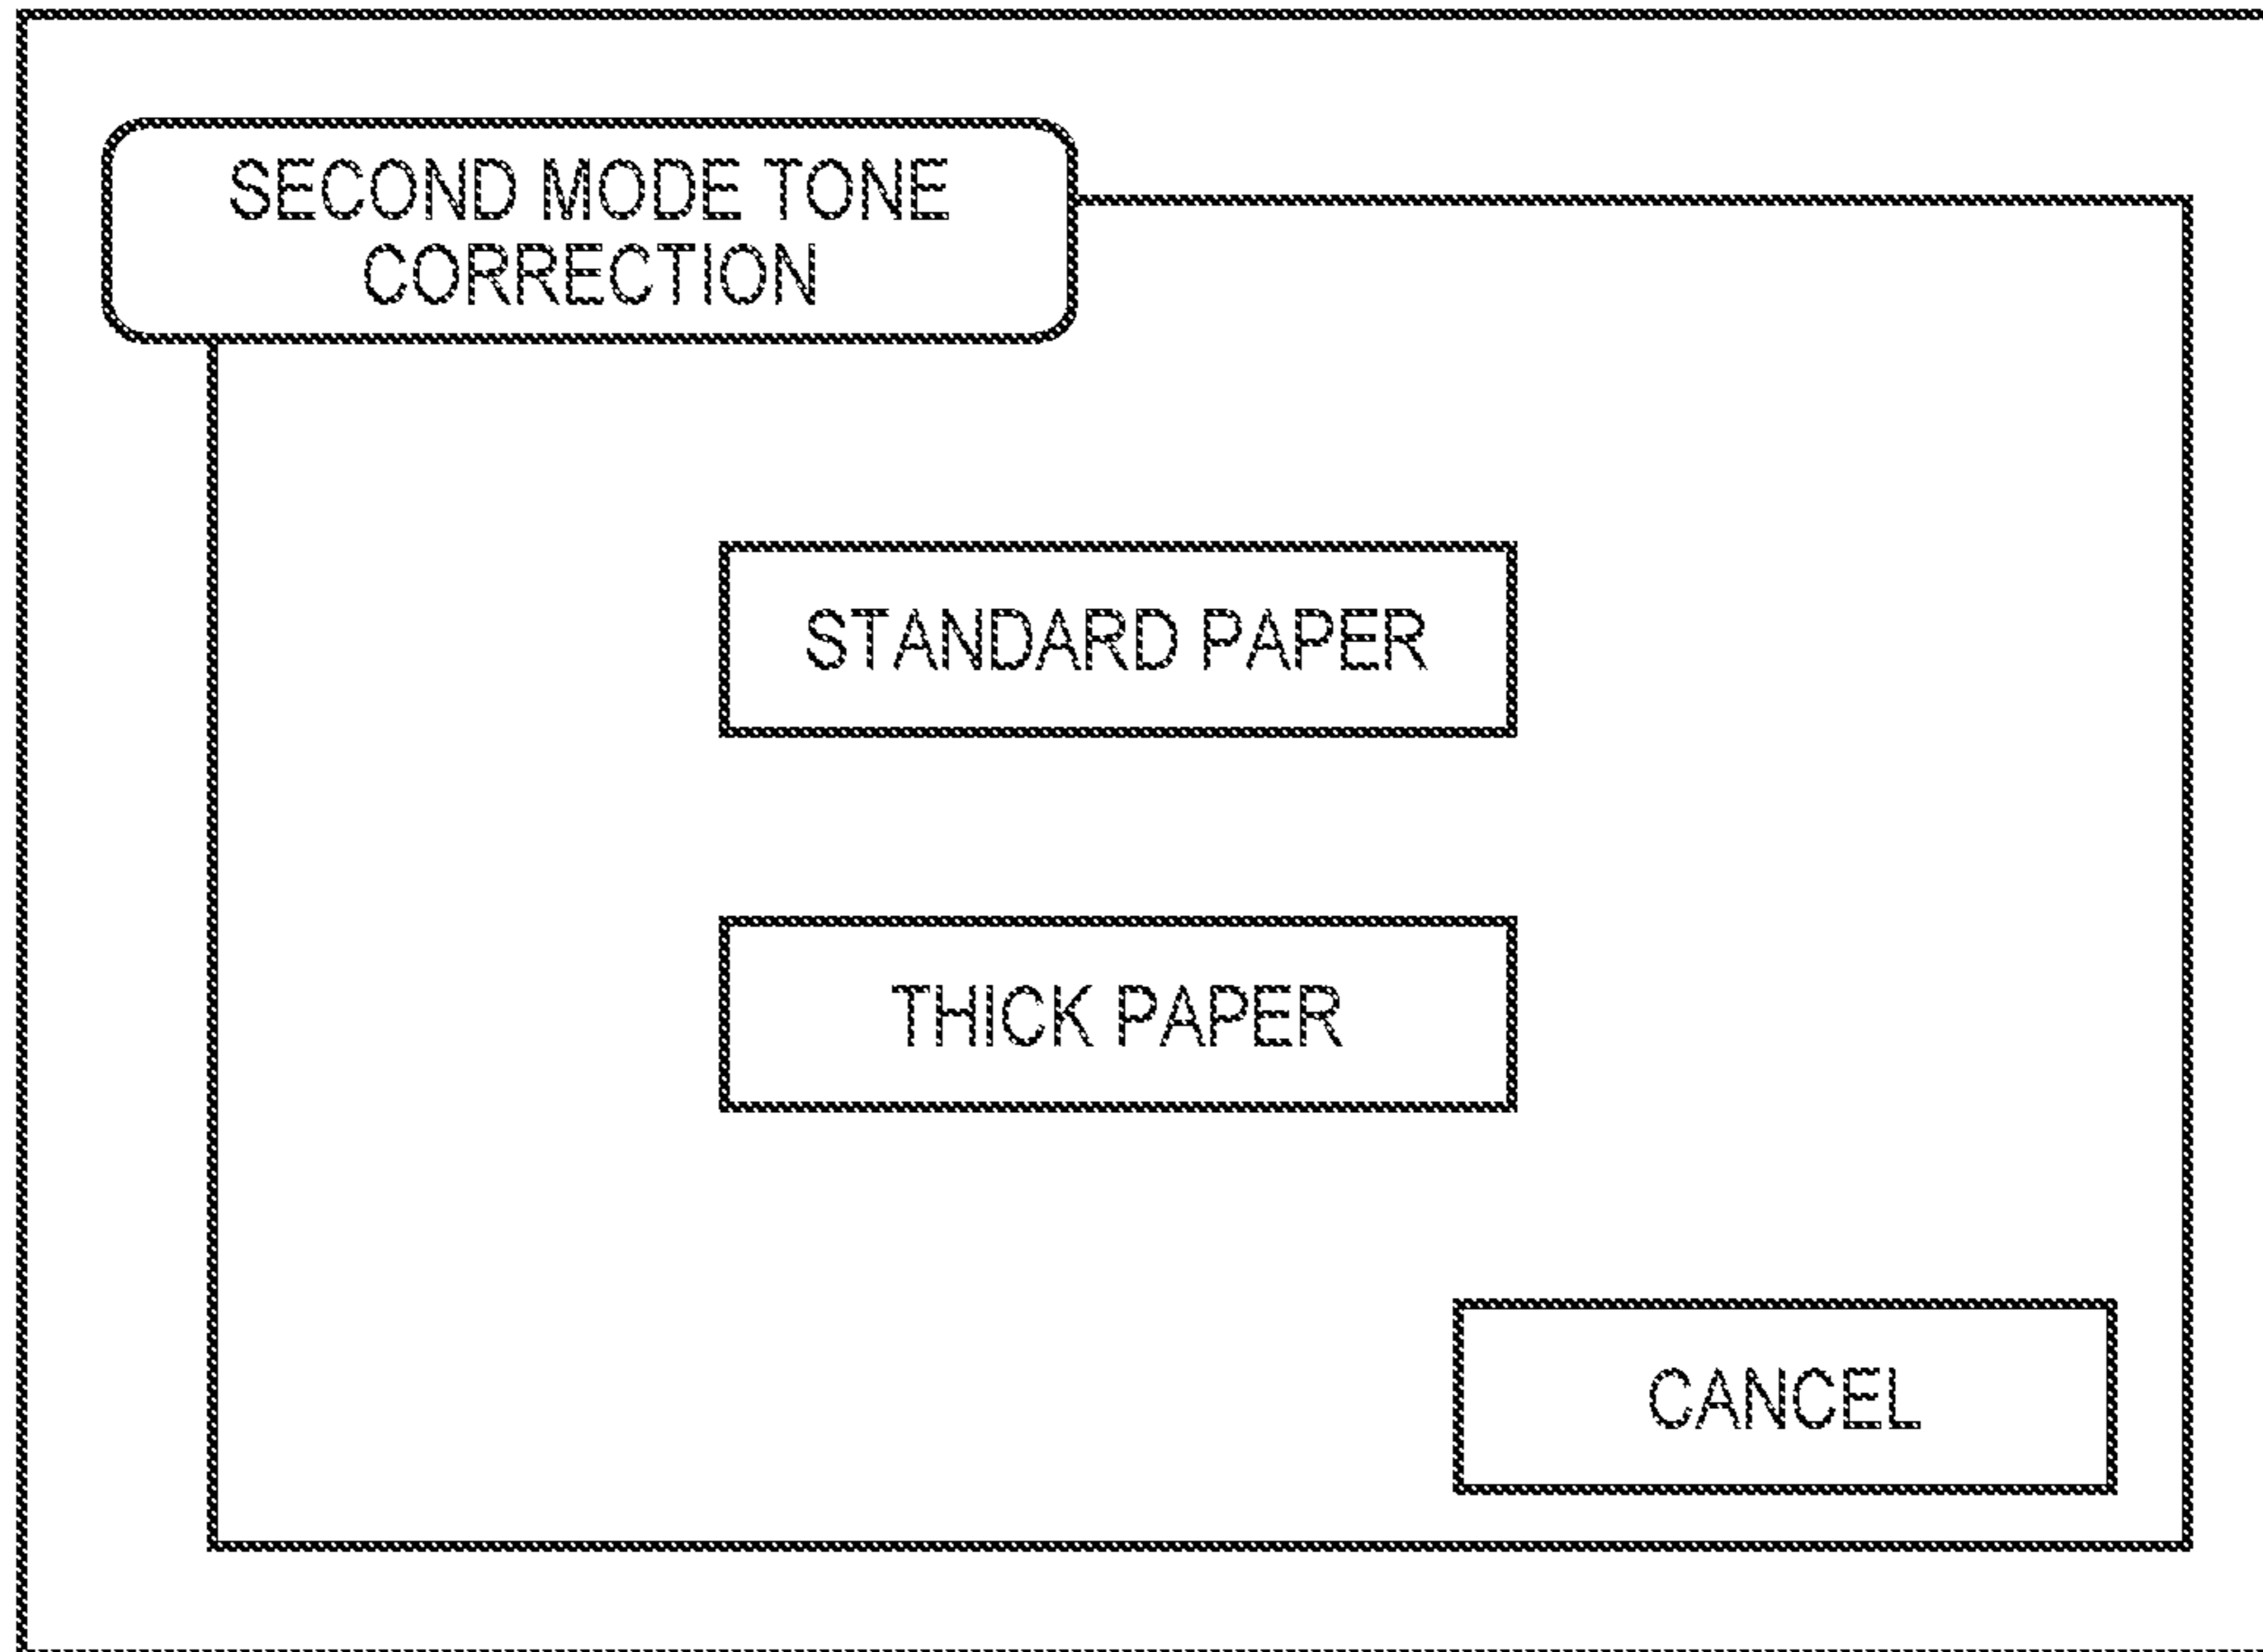 SECOND MODE TONE
CORRECTION
STANDARD PAPER
THICK PAPER
CANCEL